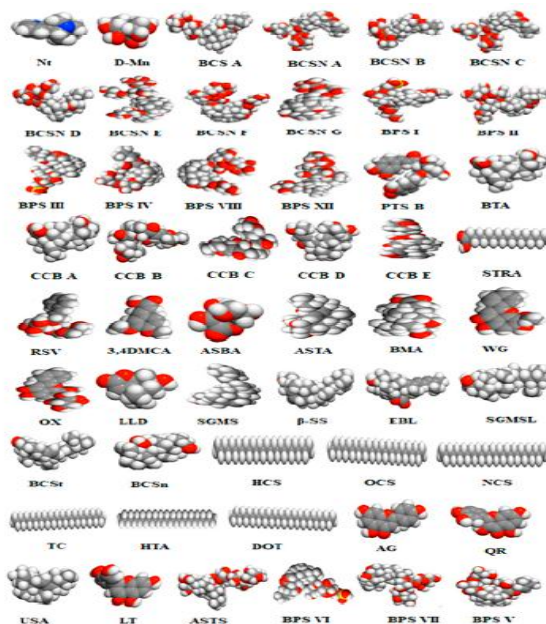 Nt D-Mn BCS A BCSN A BCSN B BCSN C
BCSN D BCSN E BCSN F BCSN G BPS I BPS II
BPS III BPS IV BPS VIII BPS XII PTS B BTA
CCB A CCB B CCB C CCB D CCB E STRA
RSV 3,4DMCA ASBA ASTA BMA WG
OX LLD SGMS β-SS EBL SGMSL
BCSt BCSn HCS OCS NCS
TC HTA DOT AG QR
USA LT ASTS BPS VI BPS VII BPS V